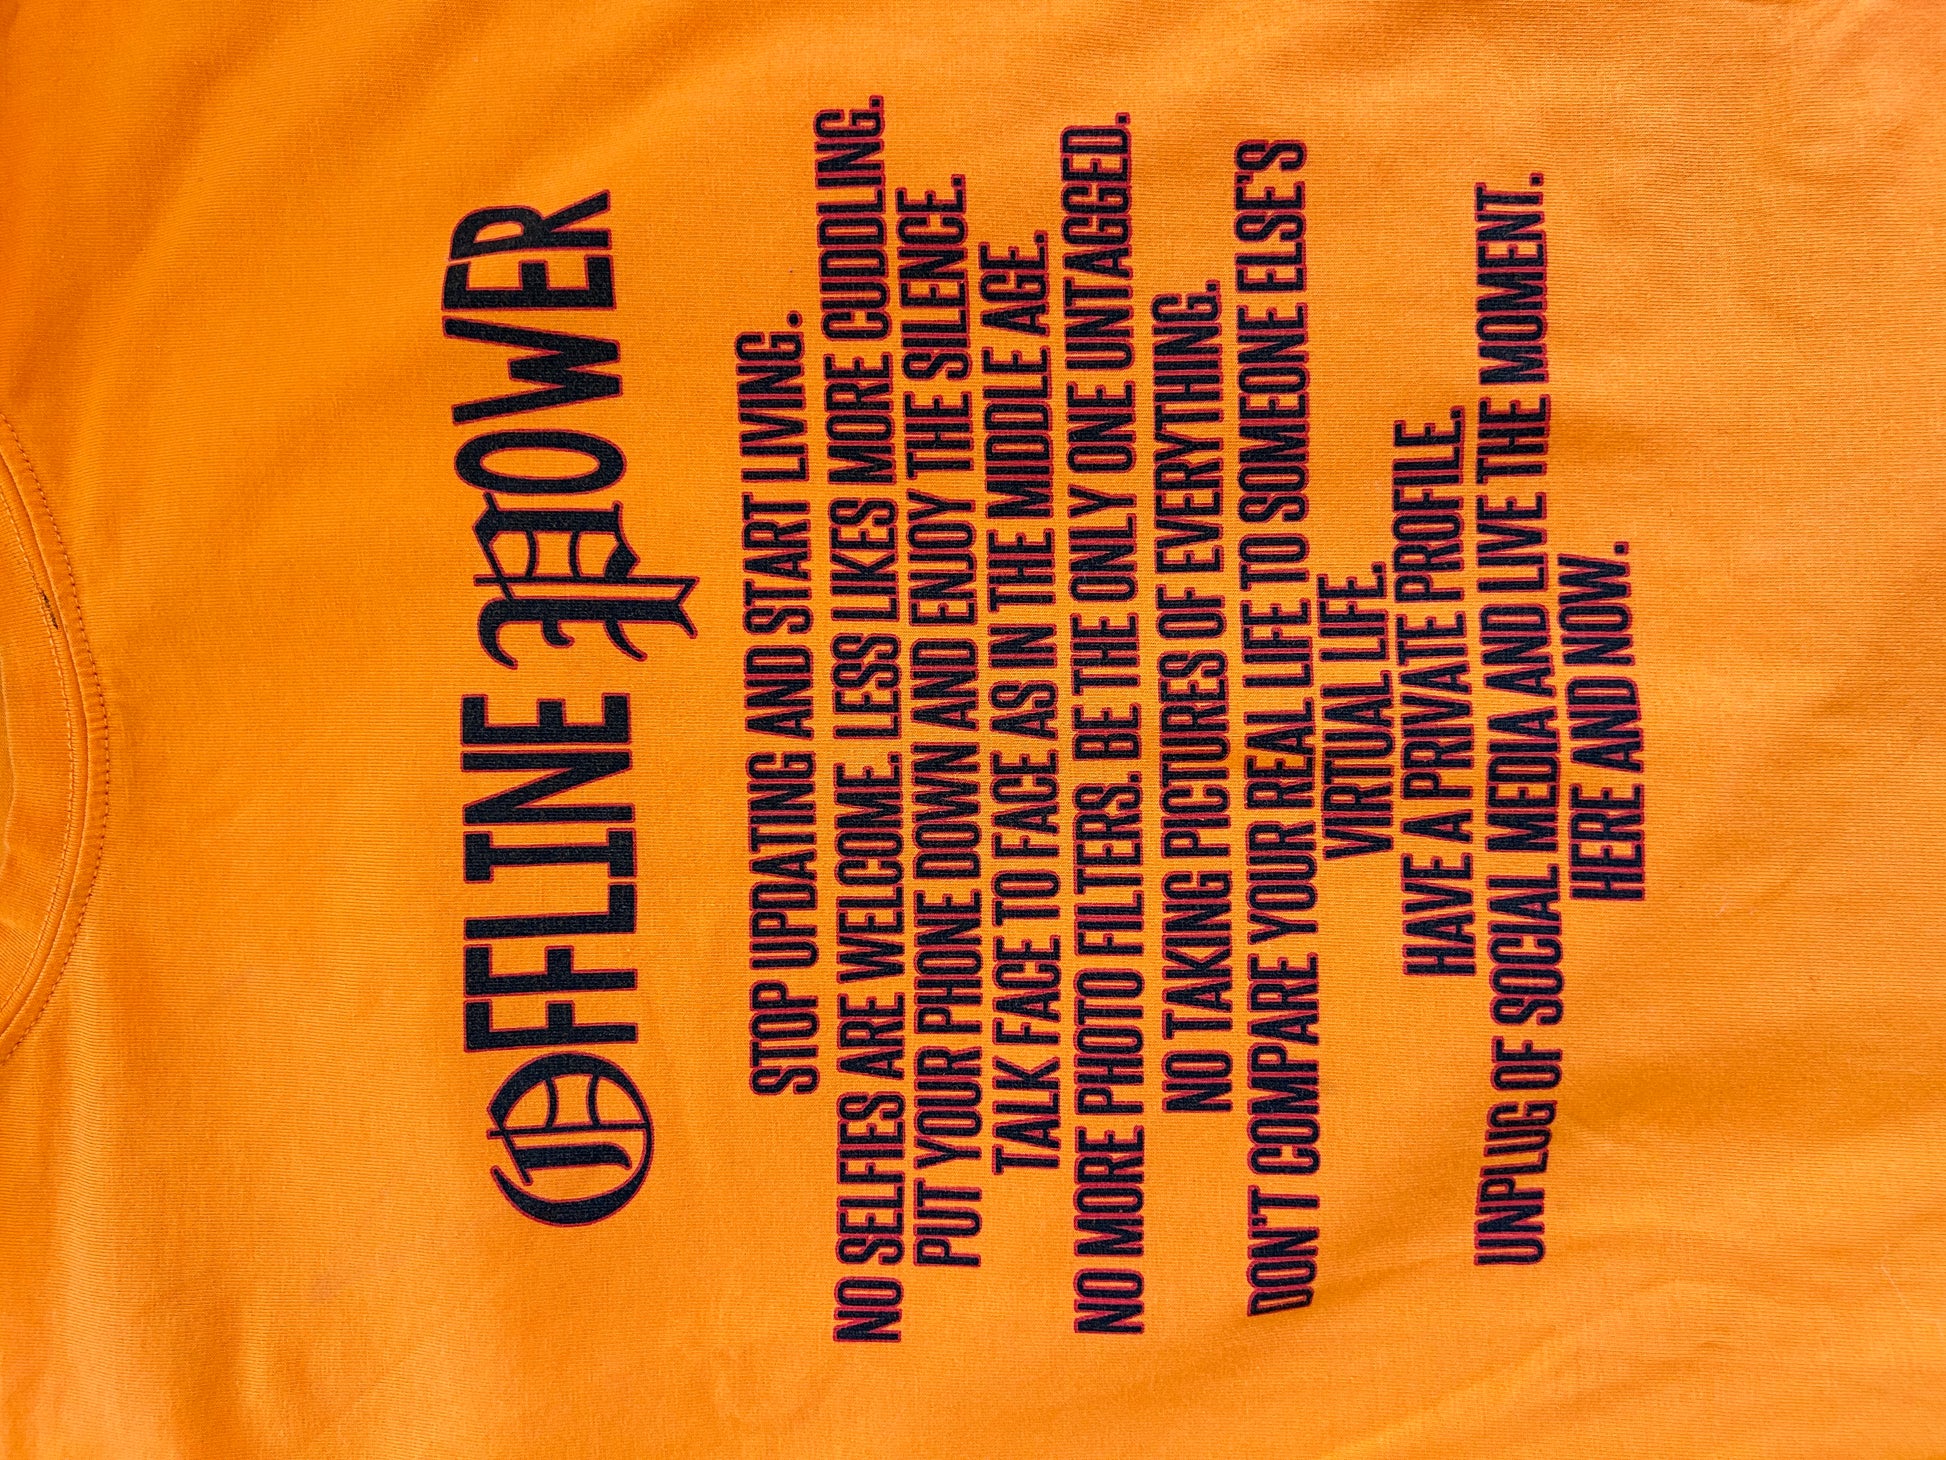 OFFLINE POWER
STOP UPDATING AND START LIVING.
NO SELFIES ARE WELCOME. LESS LIKES MORE CUDDLING.
PUT YOUR PHONE DOWN AND ENJOY THE SILENCE.
TALK FACE TO FACE AS IN THE MIDDLE AGE.
NO MORE PHOTO FILTERS. BE THE ONLY ONE UNTAGGED.
NO TAKING PICTURES OF EVERYTHING.
DON'T COMPARE YOUR REAL LIFE TO SOMEONE ELSE'S
VIRTUAL LIFE.
HAVE A PRIVATE PROFILE.
UNPLUG OF SOCIAL MEDIA AND LIVE THE MOMENT.
HERE AND NOW.